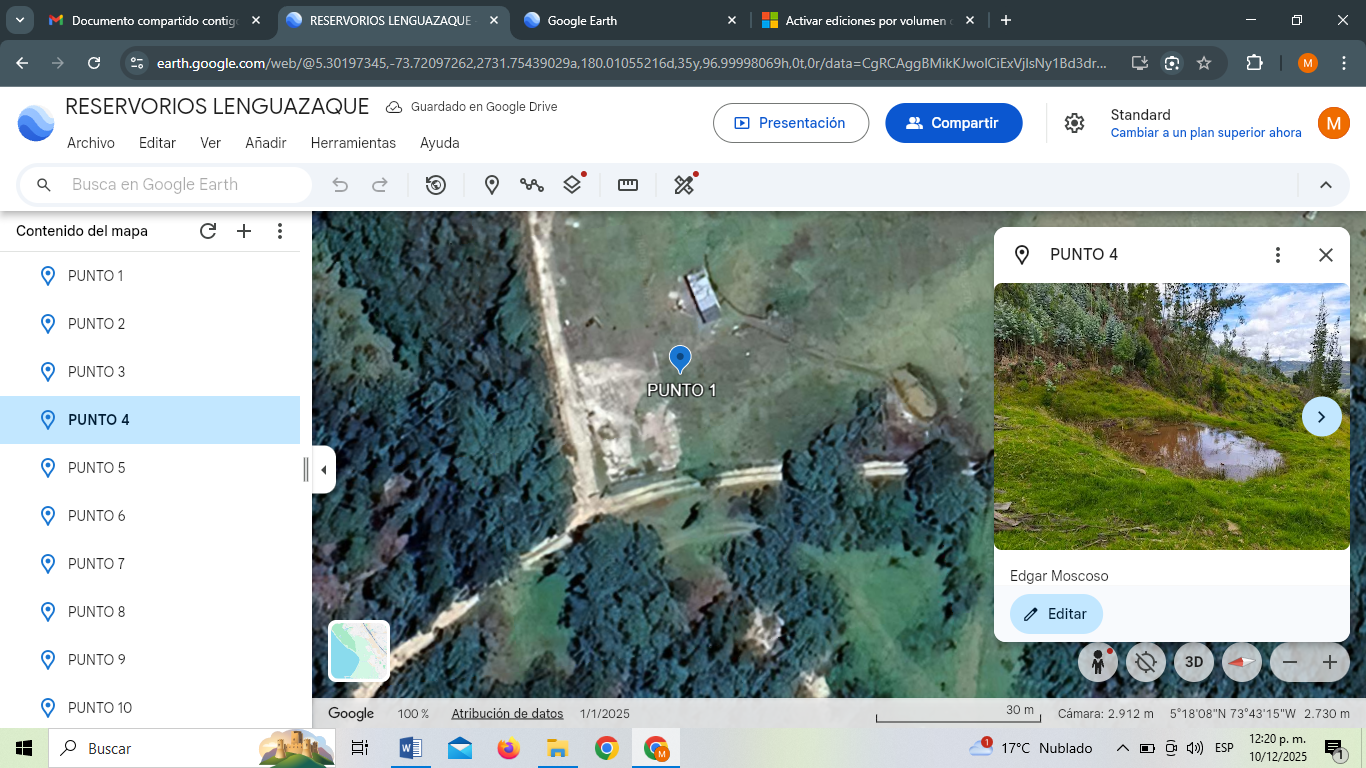 Documento compartido contig
RESERVORIOS LENGUAZAQUE
Google Earth
Activar ediciones por volumen
earth.google.com/web/@5.30197345,-73.72097262,2731.75439029a,180.01055216d,35y,96.99998069h,0t,0r/data=CgRCAggBMikKJwolCiExVjlsNy1Bd3dr...
M
RESERVORIOS LENGUAZAQUE
Guardado en Google Drive
Archivo Editar Ver Añadir Herramientas Ayuda
Presentación
Compartir
Standard
Cambiar a un plan superior ahora
M
Busca en Google Earth
Contenido del mapa
PUNTO 1
PUNTO 2
PUNTO 3
PUNTO 4
PUNTO 5
PUNTO 6
PUNTO 7
PUNTO 8
PUNTO 9
PUNTO 10
PUNTO 1
PUNTO 4
Edgar Moscoso
Editar
3D
Google 100 % Atribución de datos 1/1/2025 30 m Cámara: 2.912 m 5°18'08"N 73°43'15"W 2.730 m
Buscar
M
1
17°C Nublado
ESP
12:20 p. m.
10/12/2025
1